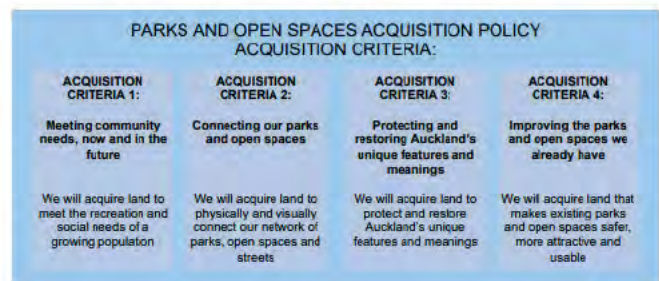 PARKS AND OPEN SPACES ACQUISITION POLICY
ACQUISITION CRITERIA:
ACQUISITION
CRITERIA 1:
Meeting community
needs, now and in the
future
We will acquire land to
meet the recreation and
social needs of a
growing population
ACQUISITION
CRITERIA 2:
Connecting our parks
and open spaces
We will acquire land to
physically and visually
connect our network of
parks, open spaces and
streets
ACQUISITION
CRITERIA 3:
Protecting and
restoring Auckland's
unique features and
meanings
We will acquire land to
protect and restore
Auckland's unique
features and meanings
ACQUISITION
CRITERIA 4:
Improving the parks
and open spaces we
already have
We will acquire land that
makes existing parks
and open spaces safer,
more attractive and
usable